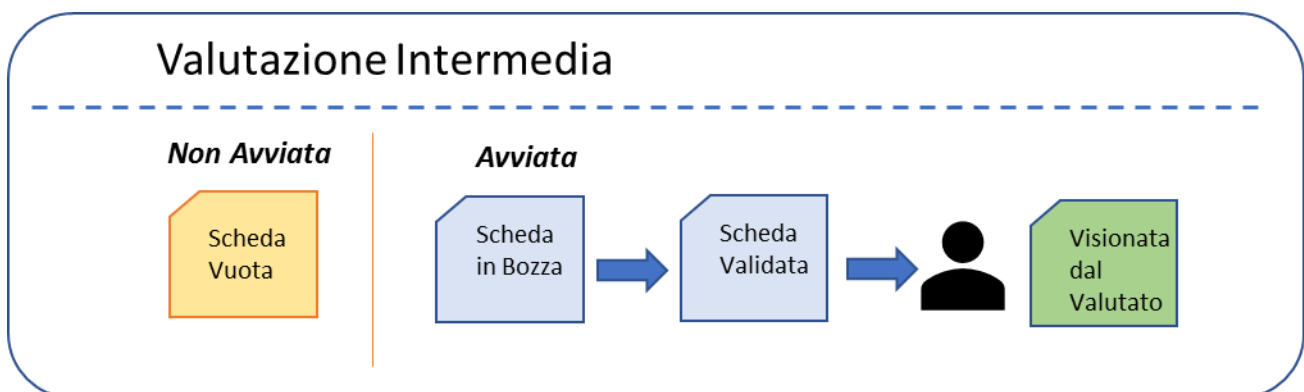 Valutazione Intermedia
Non Avviata
Avviata
Scheda
Vuota
Scheda
in Bozza
Scheda
Validata
Visionata
dal
Valutato